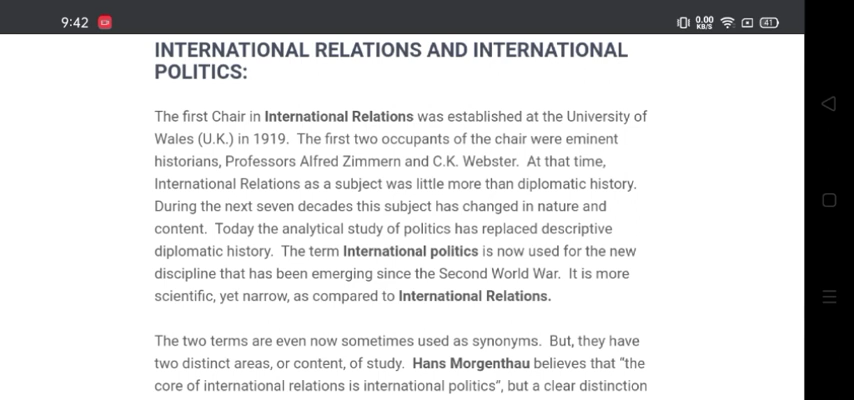 9:42
0.00
KB/S
41
INTERNATIONAL RELATIONS AND INTERNATIONAL
POLITICS:
The first Chair in International Relations was established at the University of
Wales (U.K.) in 1919.  The first two occupants of the chair were eminent
historians, Professors Alfred Zimmern and C.K. Webster.  At that time,
International Relations as a subject was little more than diplomatic history.
During the next seven decades this subject has changed in nature and
content.  Today the analytical study of politics has replaced descriptive
diplomatic history.  The term International politics is now used for the new
discipline that has been emerging since the Second World War.  It is more
scientific, yet narrow, as compared to International Relations.
The two terms are even now sometimes used as synonyms.  But, they have
two distinct areas, or content, of study.  Hans Morgenthau believes that “the
core of international relations is international politics”, but a clear distinction